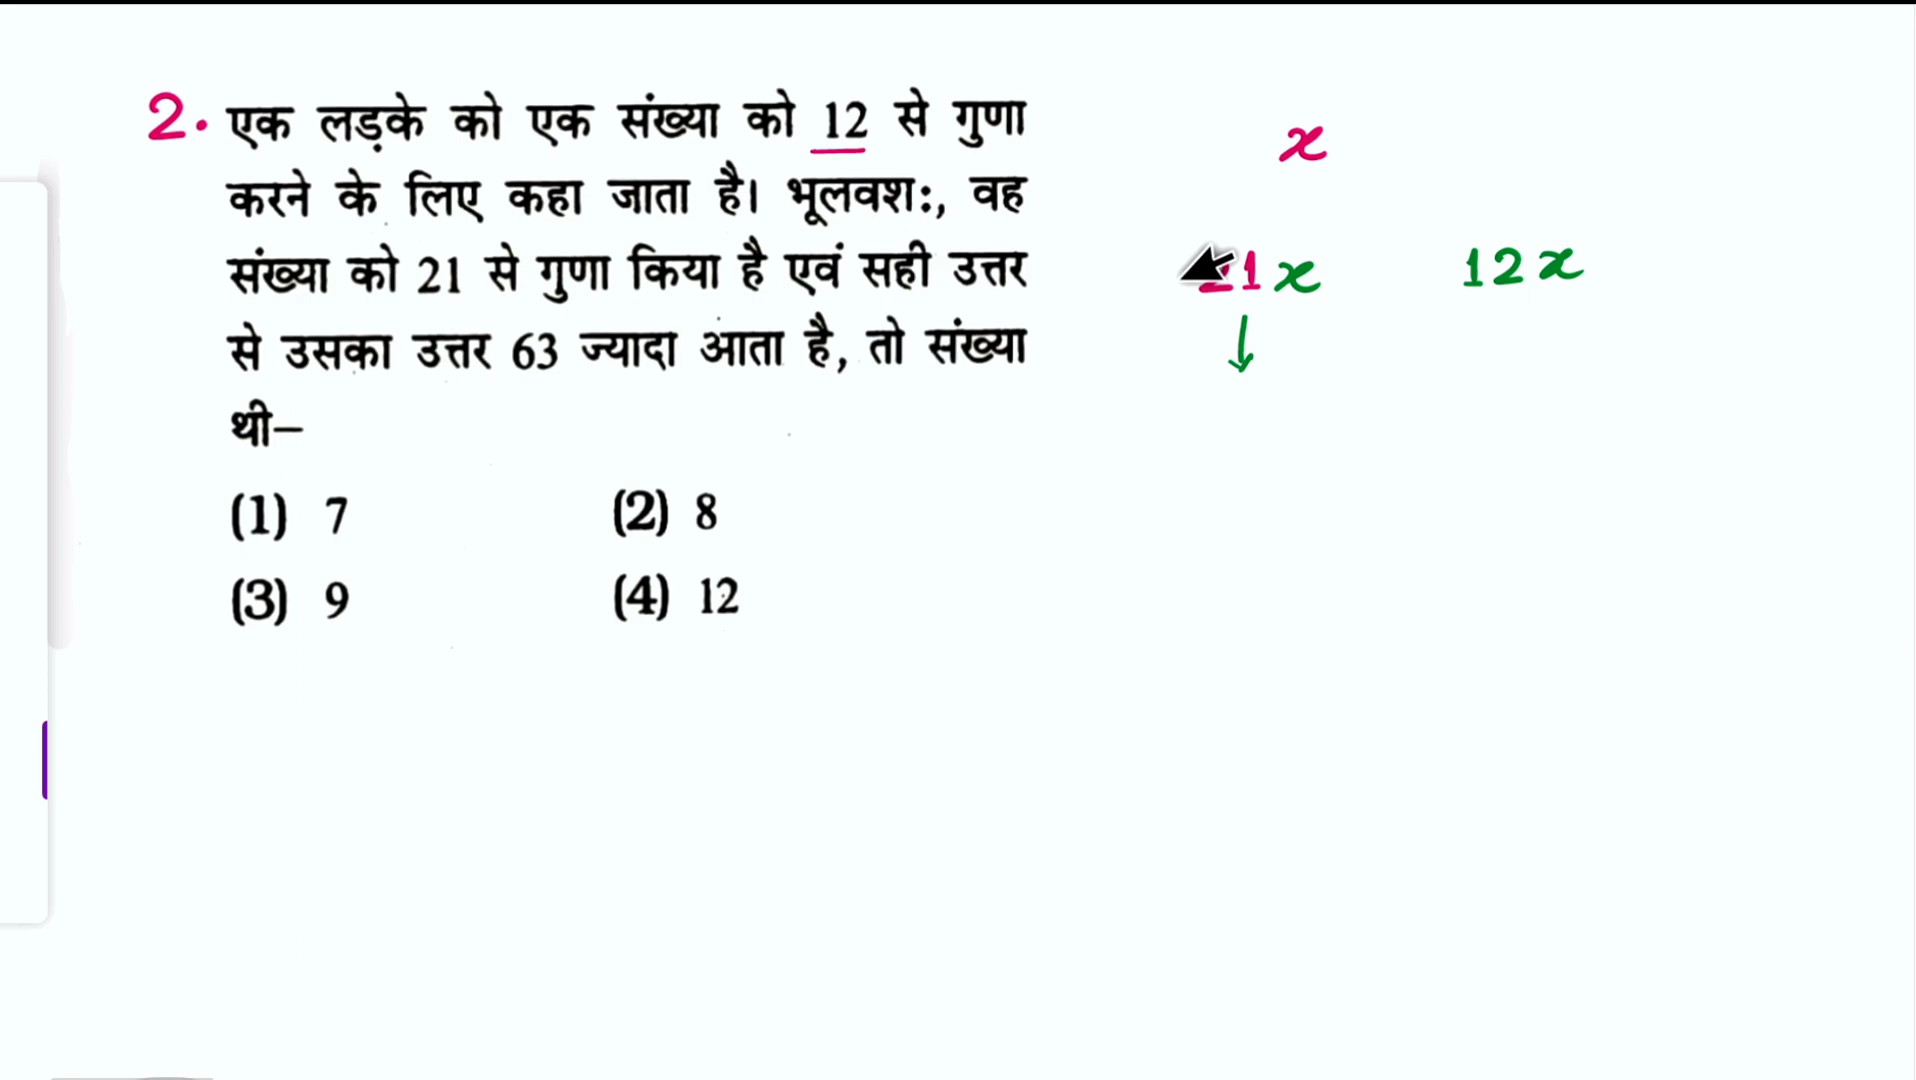 2. एक लड़के को एक संख्या को 12 से गुणा
करने के लिए कहा जाता है। भूलवश:, वह
संख्या को 21 से गुणा किया है एवं सही उत्तर
से उसका उत्तर 63 ज्यादा आता है, तो संख्या
थी–
(1) 7 (2) 8
(3) 9 (4) 12
x
21x 12x
↓